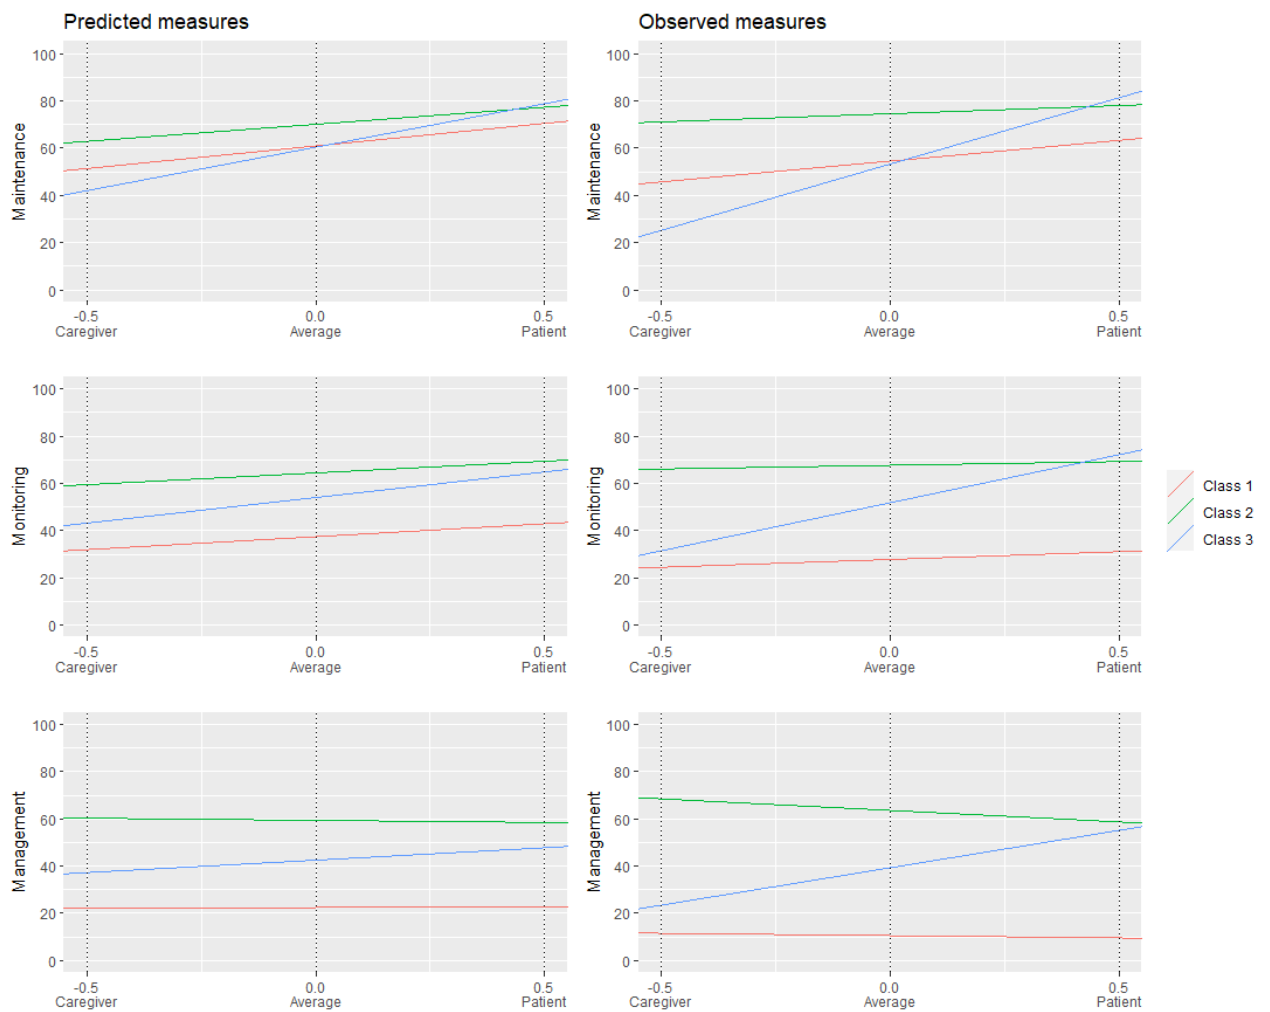 Predicted measures
Observed measures
Maintenance
100
80
60
40
20
0
-0.5 0.0 0.5
Caregiver Average Patient
Maintenance
100
80
60
40
20
0
-0.5 0.0 0.5
Caregiver Average Patient
Monitoring
100
80
60
40
20
0
-0.5 0.0 0.5
Caregiver Average Patient
Monitoring
100
80
60
40
20
0
-0.5 0.0 0.5
Caregiver Average Patient
Class 1
Class 2
Class 3
Management
100
80
60
40
20
0
-0.5 0.0 0.5
Caregiver Average Patient
Management
100
80
60
40
20
0
-0.5 0.0 0.5
Caregiver Average Patient